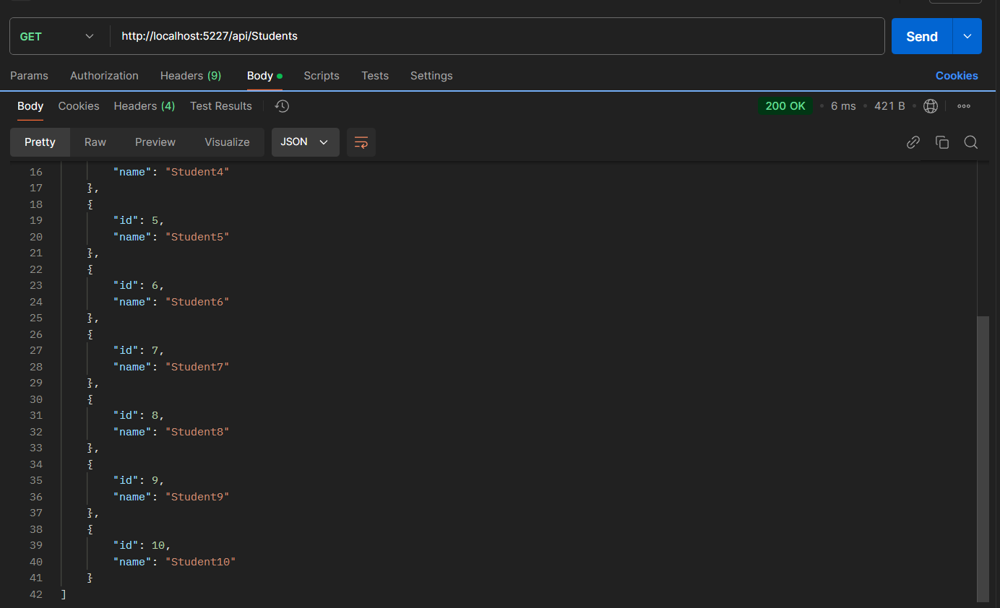 GET http://localhost:5227/api/Students Send
Params Authorization Headers (9) Body Scripts Tests Settings Cookies
Body Cookies Headers (4) Test Results 200 OK 6 ms 421 B
Pretty Raw Preview Visualize JSON
16 "name": "Student4"
17 },
18 {
19 "id": 5,
20 "name": "Student5"
21 },
22 {
23 "id": 6,
24 "name": "Student6"
25 },
26 {
27 "id": 7,
28 "name": "Student7"
29 },
30 {
31 "id": 8,
32 "name": "Student8"
33 },
34 {
35 "id": 9,
36 "name": "Student9"
37 },
38 {
39 "id": 10,
40 "name": "Student10"
41 }
42 ]